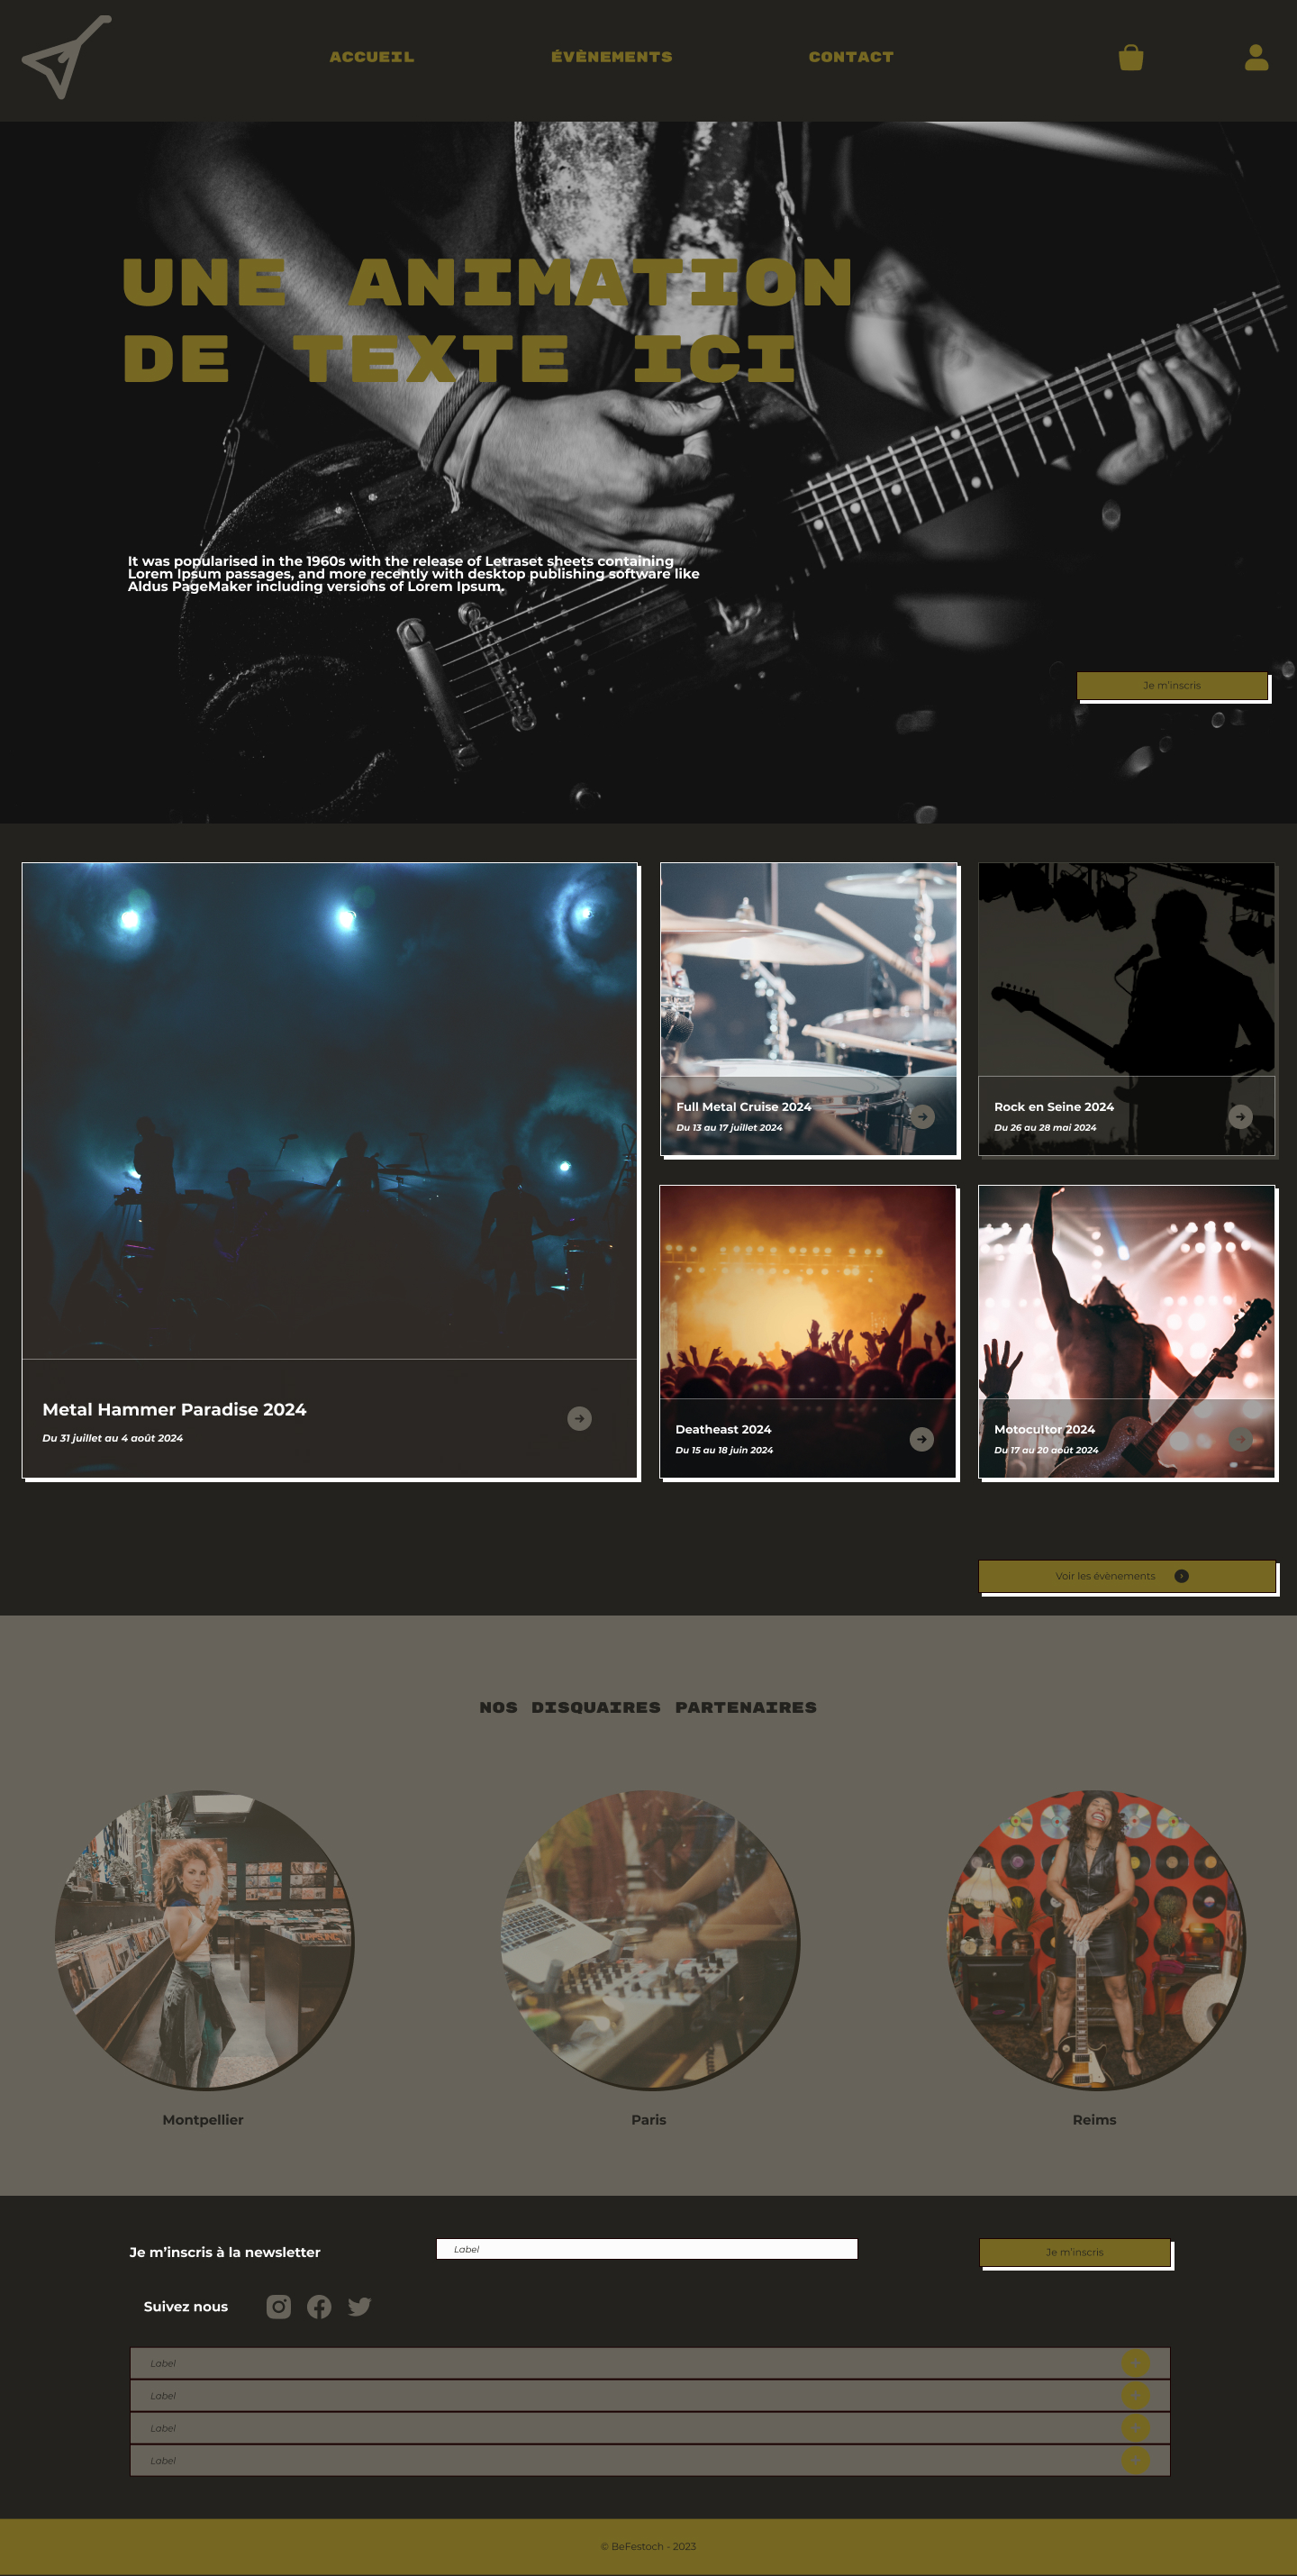 ACCUEIL
ÉVÈNEMENTS
CONTACT
UNE ANIMATION
DE TEXTE ICI
It was popularised in the 1960s with the release of Letraset sheets containing
Lorem Ipsum passages, and more recently with desktop publishing software like
Aldus PageMaker including versions of Lorem Ipsum.
Je m'inscris
Full Metal Cruise 2024
Du 13 au 17 juillet 2024
Rock en Seine 2024
Du 26 au 28 mai 2024
Metal Hammer Paradise 2024
Du 31 juillet au 4 août 2024
Deatheast 2024
Du 15 au 18 juin 2024
Motocultor 2024
Du 17 au 20 août 2024
Voir les évènements
NOS DISQUAIRES PARTENAIRES
Montpellier
Paris
Reims
Je m'inscris à la newsletter
Label
Je m'inscris
Suivez nous
Label
Label
Label
Label
© BeFestoch - 2023